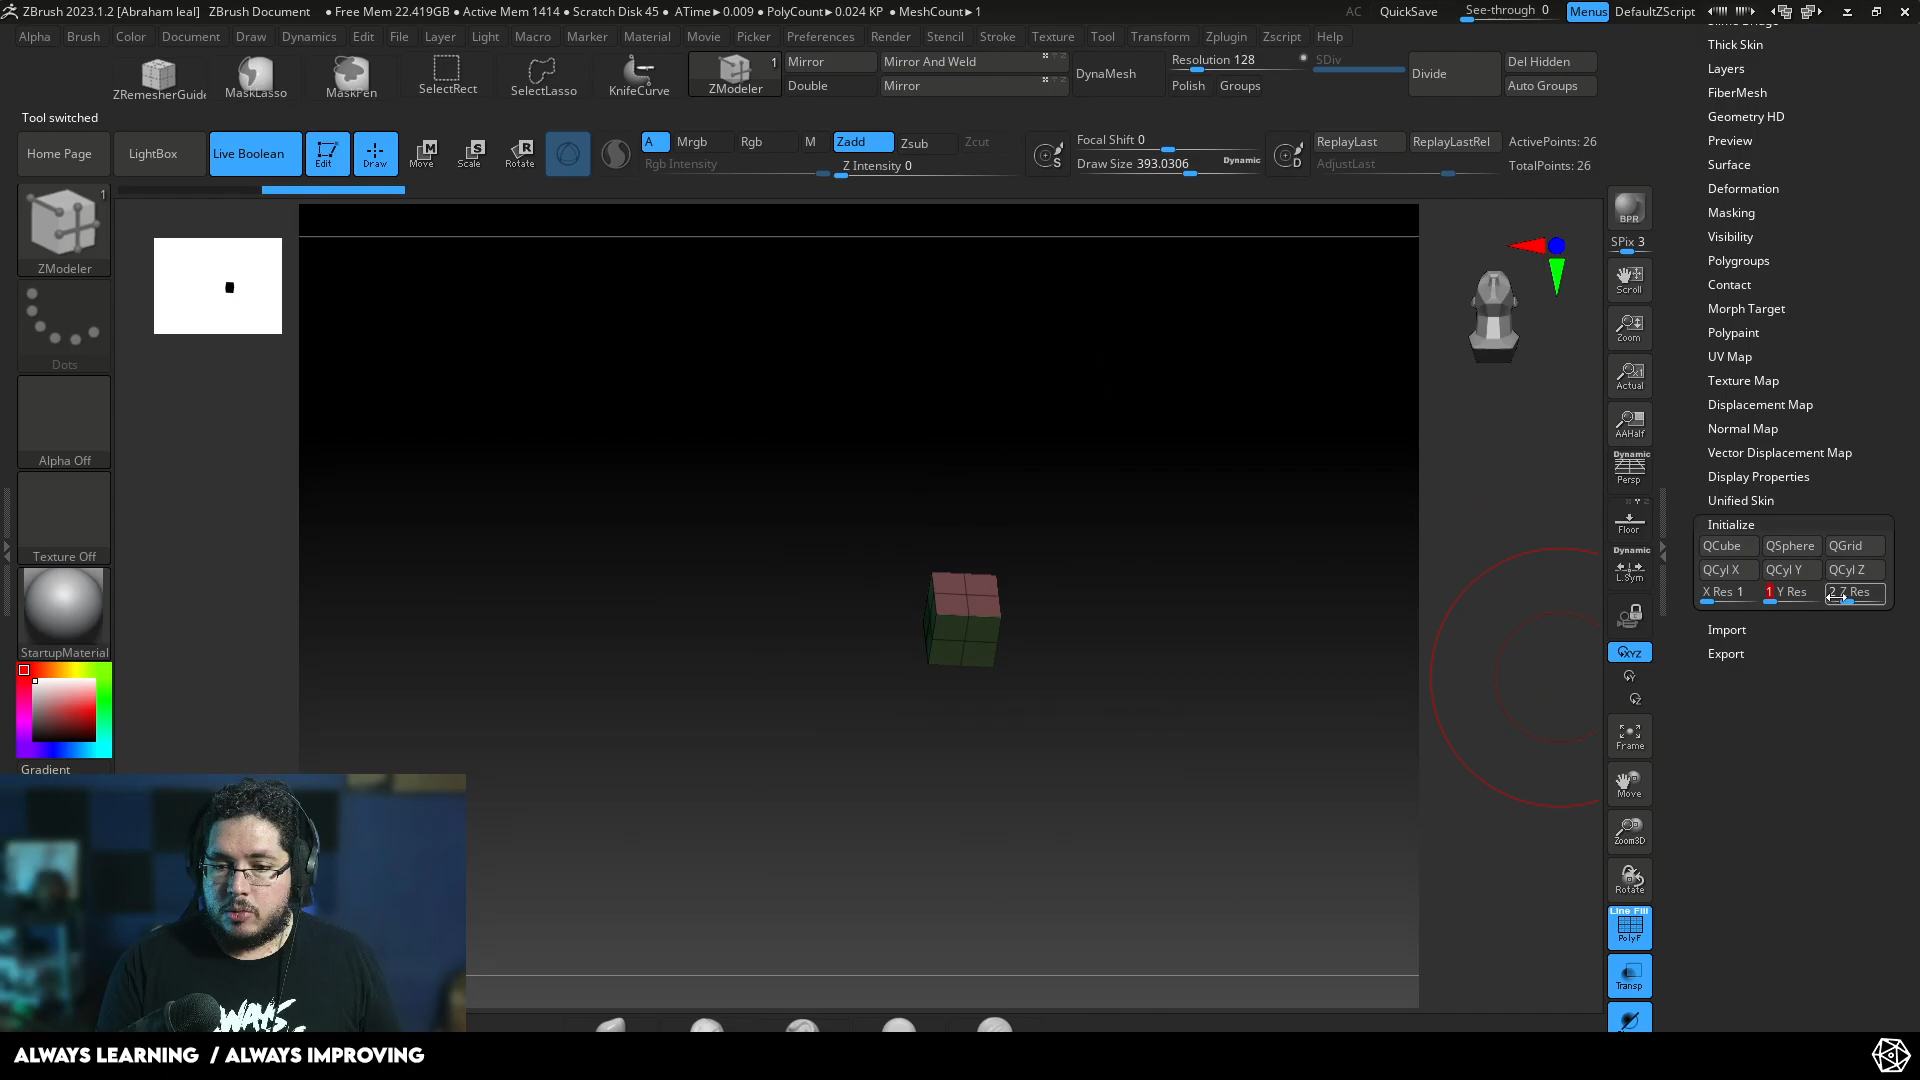 ZBrush 2023.1.2 [Abraham leal]   ZBrush Document   ● Free Mem 22.419GB ● Active Mem 1414 ● Scratch Disk 45 ● ATime►0.009 ● PolyCount►0.024 KP ● MeshCount►1   AC   QuickSave   See-through 0   Menus   DefaultZScript
Alpha   Brush   Color   Document   Draw   Dynamics   Edit   File   Layer   Light   Macro   Marker   Material   Movie   Picker   Preferences   Render   Stencil   Stroke   Texture   Tool   Transform   Zplugin   Zscript   Help
ZRemesherGuide   MaskLasso   MaskPen   SelectRect   SelectLasso   KnifeCurve   ZModeler   1
Mirror   Mirror And Weld   DynaMesh   Resolution 128   SDiv   Divide   Del Hidden
Double   Mirror   Polish   Groups   Auto Groups
Tool switched
Home Page   LightBox   Live Boolean   Edit   Draw   Move   Scale   Rotate
A   Mrgb   Rgb   M   Zadd   Zsub   Zcut   Focal Shift 0   ReplayLast   ReplayLastRel   ActivePoints: 26
Rgb Intensity   Z Intensity 0   S   Draw Size 393.0306   Dynamic   D   AdjustLast   TotalPoints: 26
1
ZModeler
Dots
Alpha Off
Texture Off
StartupMaterial
Gradient
BPR
SPix 3
Scroll
Zoom
Actual
AAHalf
Dynamic
Persp
Floor
Dynamic
L.Sym
XYZ
Y
Z
Frame
Move
Zoom3D
Rotate
Line Fill
PolyF
Transp
Thick Skin
Layers
FiberMesh
Geometry HD
Preview
Surface
Deformation
Masking
Visibility
Polygroups
Contact
Morph Target
Polypaint
UV Map
Texture Map
Displacement Map
Normal Map
Vector Displacement Map
Display Properties
Unified Skin
Initialize
QCube   QSphere   QGrid
QCyl X   QCyl Y   QCyl Z
X Res 1   1 Y Res   2 Z Res
Import
Export
ALWAYS LEARNING / ALWAYS IMPROVING